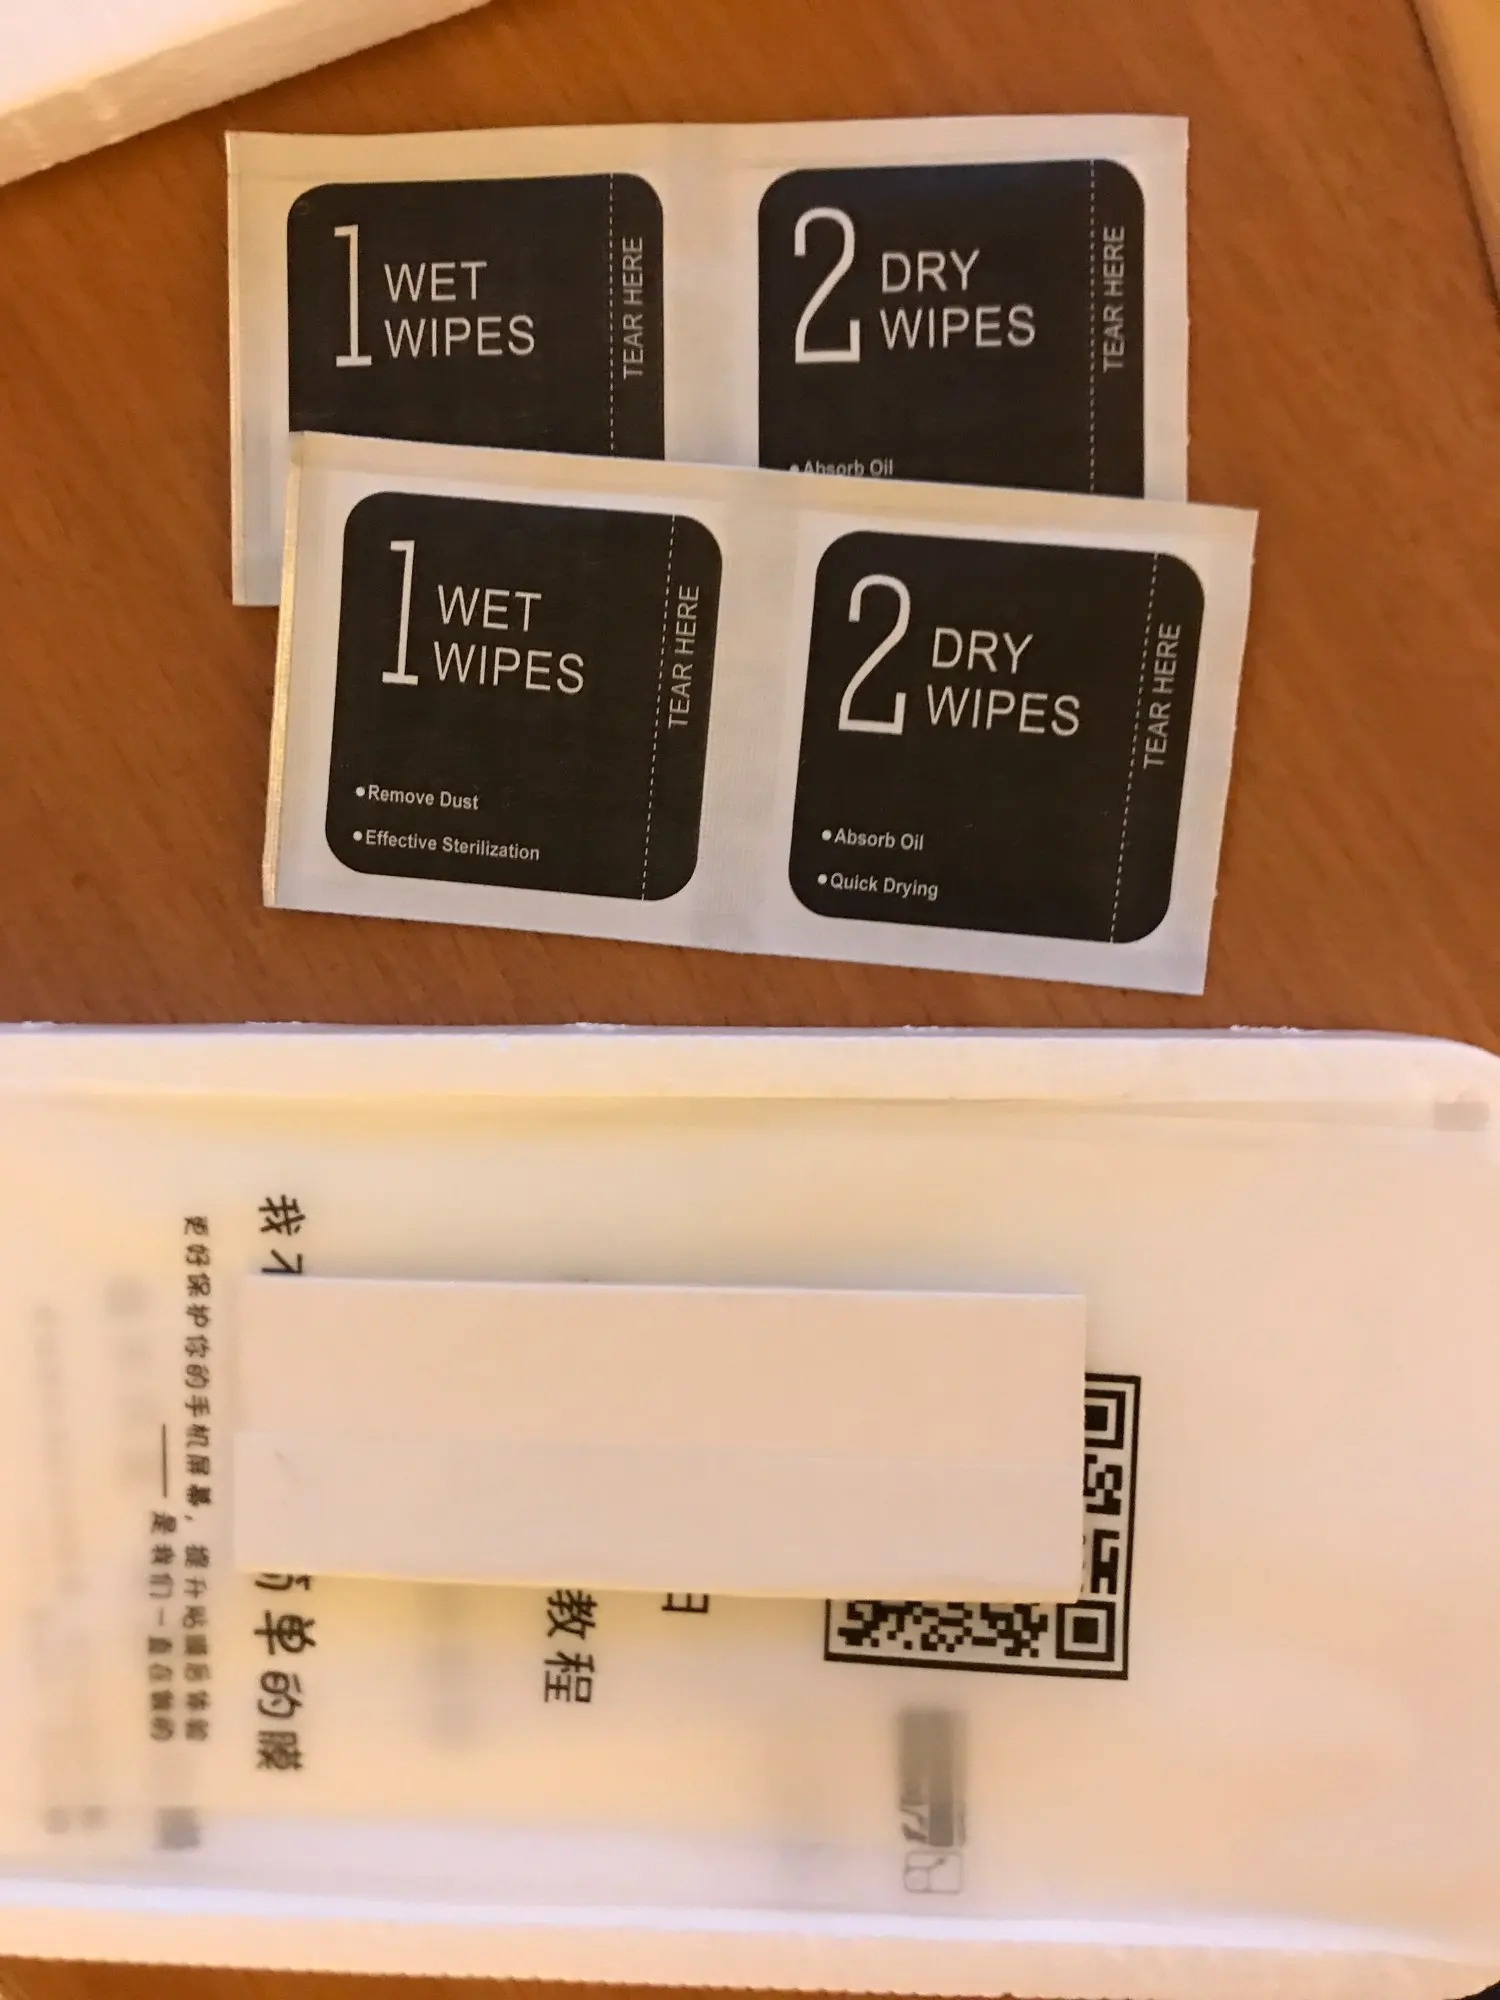 1 WET
WIPES
TEAR HERE
2 DRY
WIPES
TEAR HERE
Absorb Oil
1 WET
WIPES
TEAR HERE
•Remove Dust
•Effective Sterilization
2 DRY
WIPES
TEAR HERE
•Absorb Oil
•Quick Drying
我
单的膜
更好保护你的手机屏幕，提升贴膜后体验
——是我们一直在做的
教程